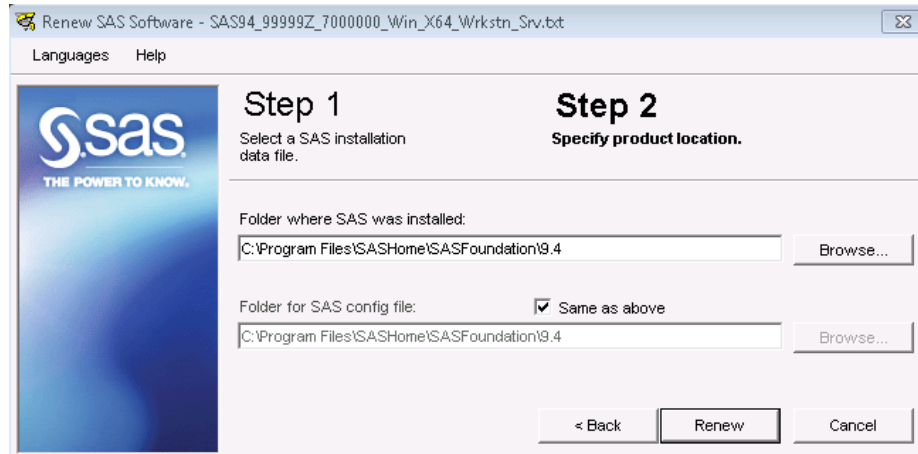 Renew SAS Software - SAS94_99999Z_7000000_Win_X64_Wrkstn_Srv.txt
Languages Help
sas
THE POWER TO KNOW.
Step 1
Select a SAS installation
data file.
Step 2
Specify product location.
Folder where SAS was installed:
C:\Program Files\SASHome\SASFoundation\9.4
Browse...
Folder for SAS config file:
Same as above
C:\Program Files\SASHome\SASFoundation\9.4
Browse...
< Back
Renew
Cancel